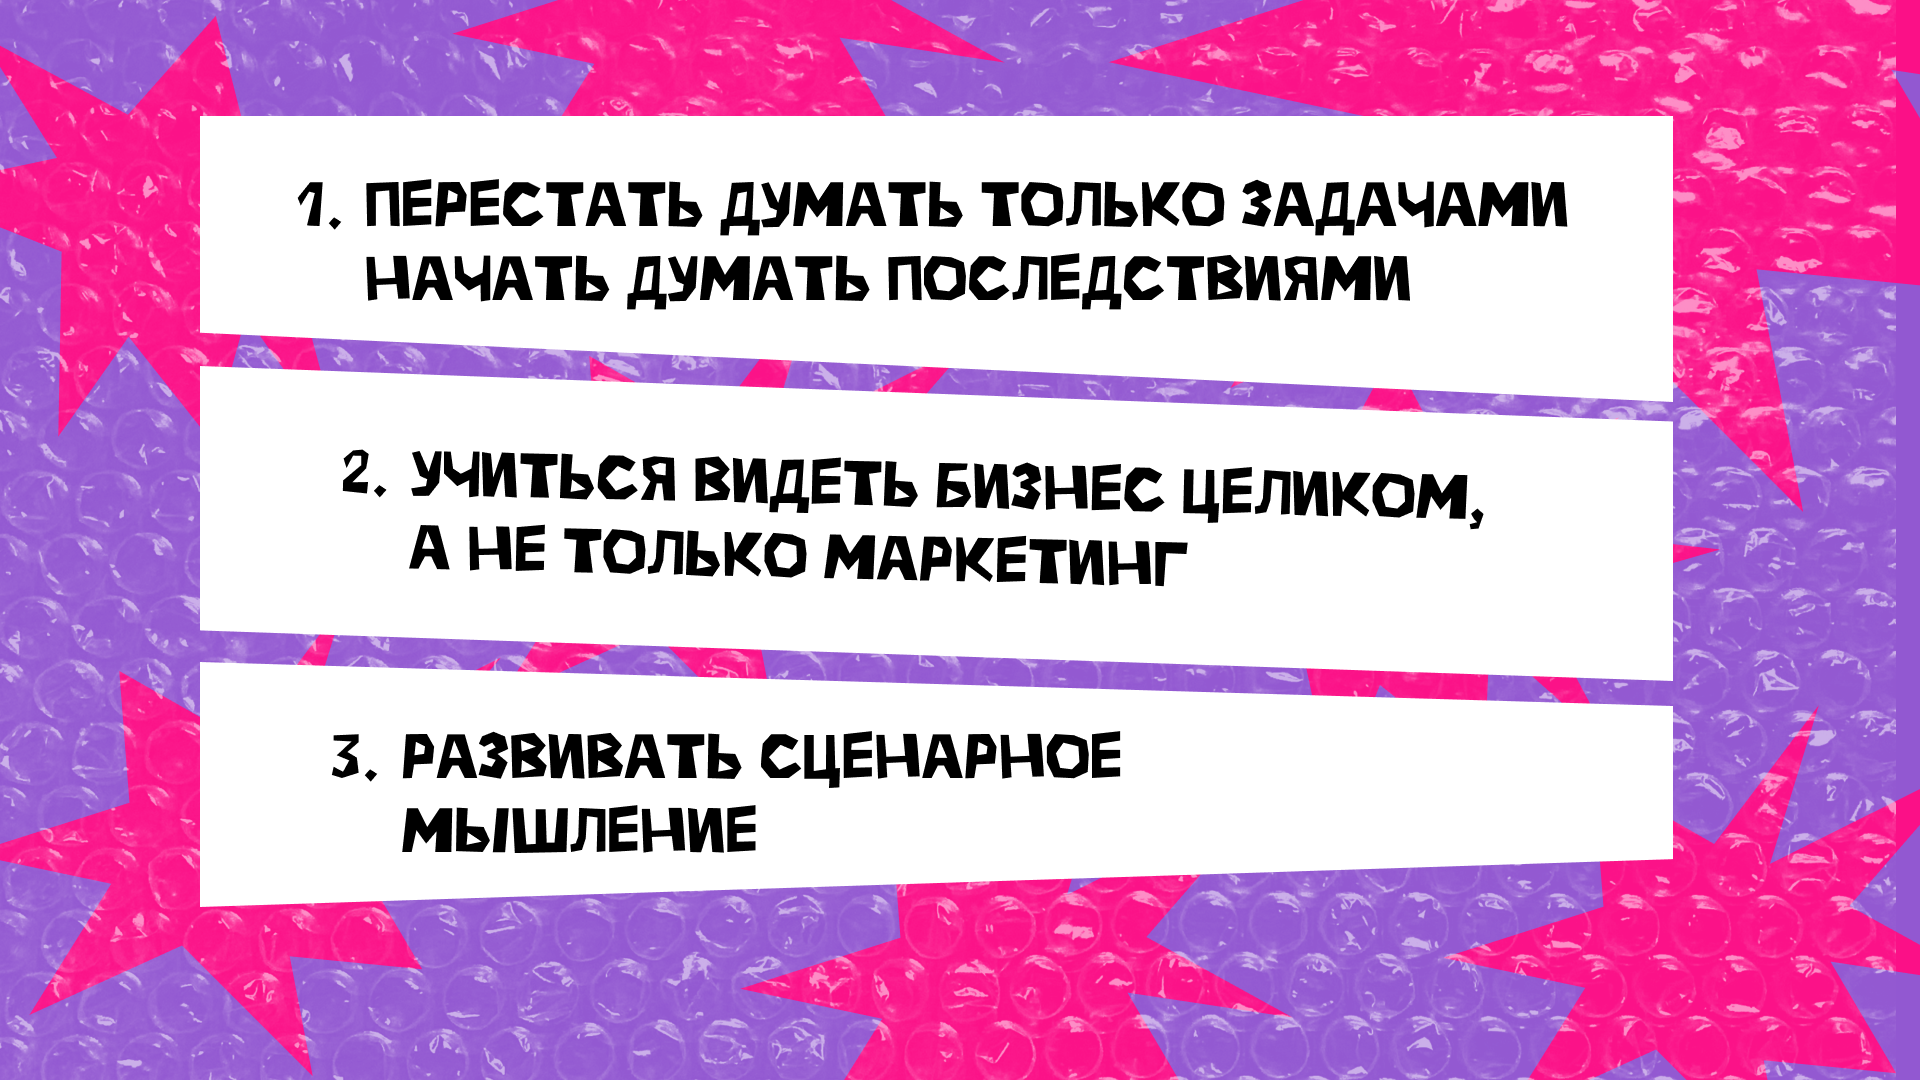 1. ПЕРЕСТАТЬ ДУМАТЬ ТОЛЬКО ЗАДАЧАМИ
НАЧАТЬ ДУМАТЬ ПОСЛЕДСТВИЯМИ
2. УЧИТЬСЯ ВИДЕТЬ БИЗНЕС ЦЕЛИКОМ,
А НЕ ТОЛЬКО МАРКЕТИНГ
3. РАЗВИВАТЬ СЦЕНАРНОЕ
МЫШЛЕНИЕ